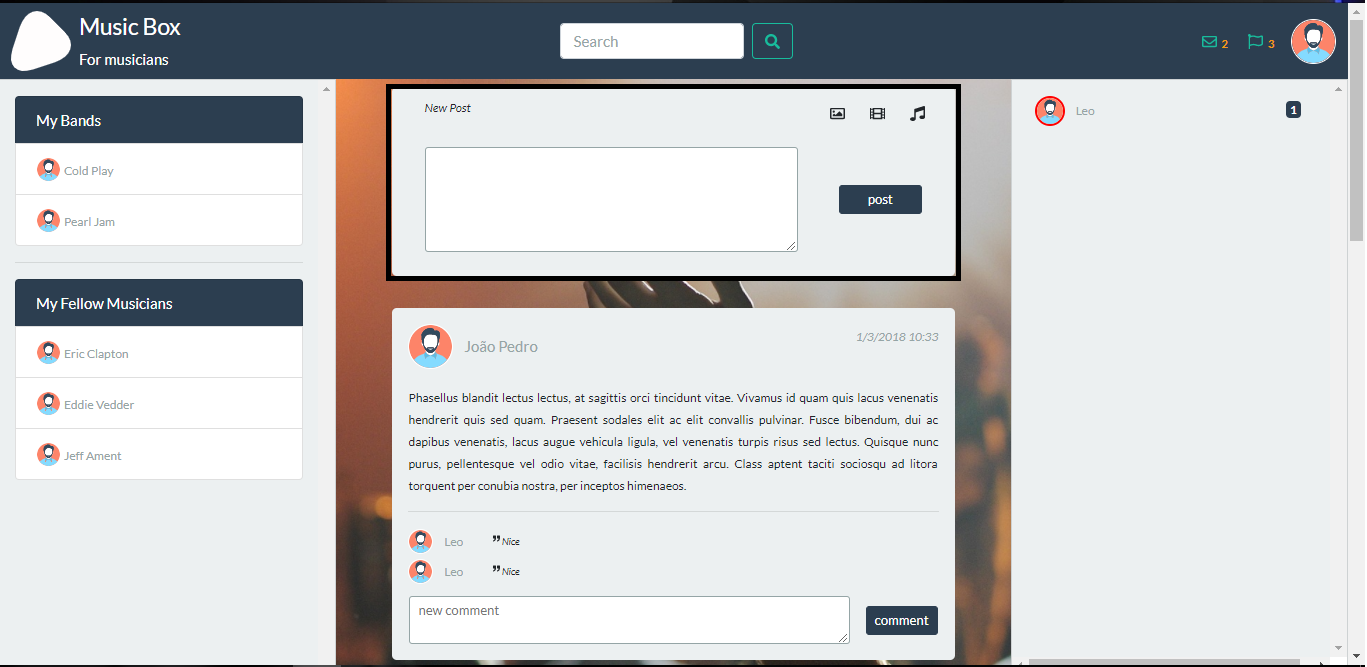 Music Box
For musicians
Search
2
3
My Bands
Cold Play
Pearl Jam
My Fellow Musicians
Eric Clapton
Eddie Vedder
Jeff Ament
New Post
post
João Pedro
1/3/2018 10:33
Phasellus blandit lectus lectus, at sagittis orci tincidunt vitae. Vivamus id quam quis lacus venenatis
hendrerit quis sed quam. Praesent sodales elit ac elit convallis pulvinar. Fusce bibendum, dui ac
dapibus venenatis, lacus augue vehicula ligula, vel venenatis turpis risus sed lectus. Quisque nunc
purus, pellentesque vel odio vitae, facilisis hendrerit arcu. Class aptent taciti sociosqu ad litora
torquent per conubia nostra, per inceptos himenaeos.
Leo ”Nice
Leo ”Nice
new comment
comment
Leo
1